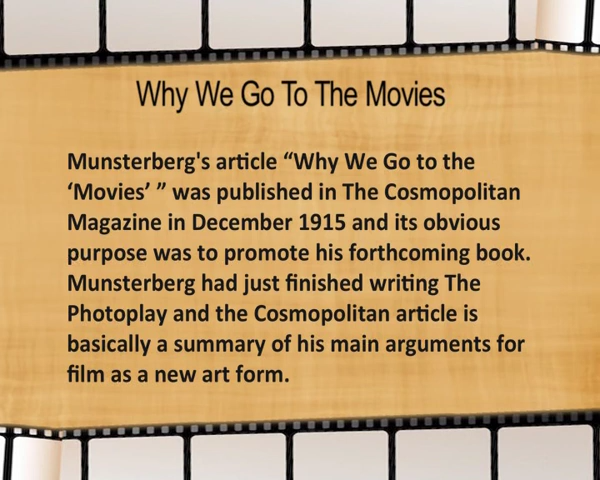 Why We Go To The Movies
Munsterberg's article “Why We Go to the
‘Movies’ ” was published in The Cosmopolitan
Magazine in December 1915 and its obvious
purpose was to promote his forthcoming book.
Munsterberg had just finished writing The
Photoplay and the Cosmopolitan article is
basically a summary of his main arguments for
film as a new art form.